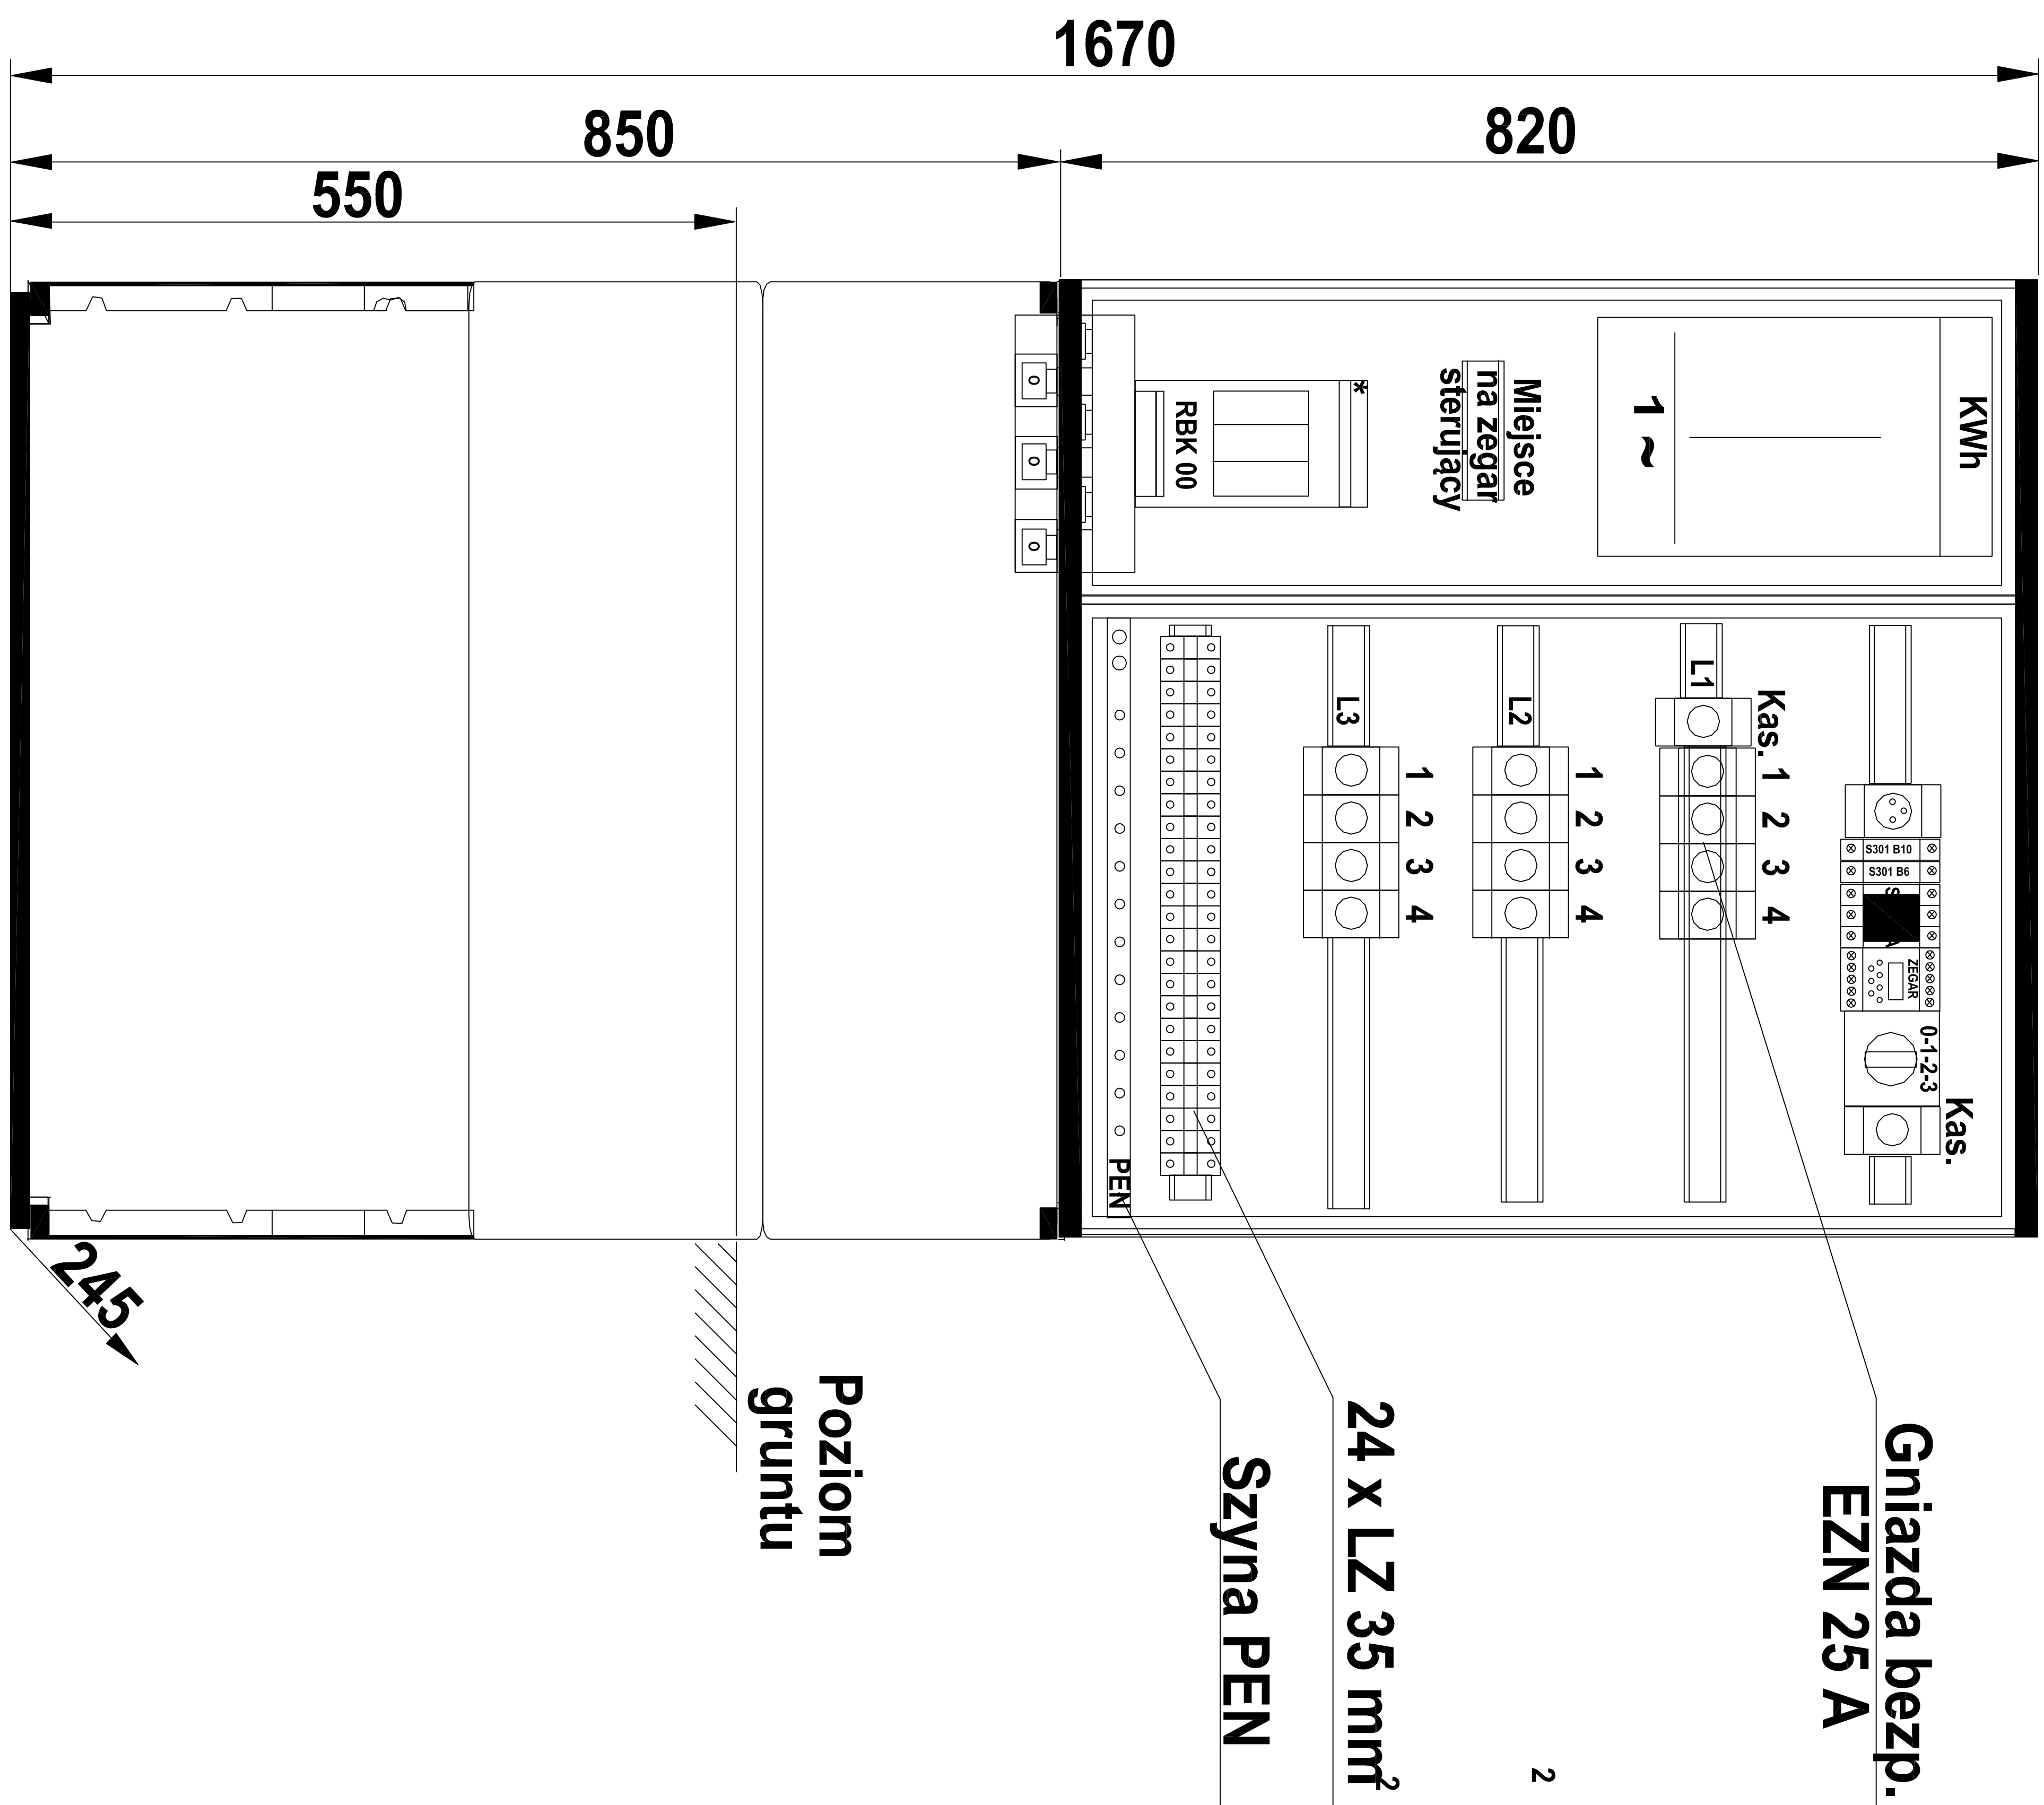 1670
850
820
550
KWh
1 ~
Miejsce
na zegar
sterujący
*
RBK 00
o
o
o
Kas.
L1
L2
L3
1
2
3
4
1
2
3
4
1
2
3
4
S301 B10
S301 B6
ZEGAR
0-1-2-3
Kas.
PEN
245
Poziom
gruntu
Gniazda bezp.
EZN 25 A
24 x LZ 35 mm²
Szyna PEN
2